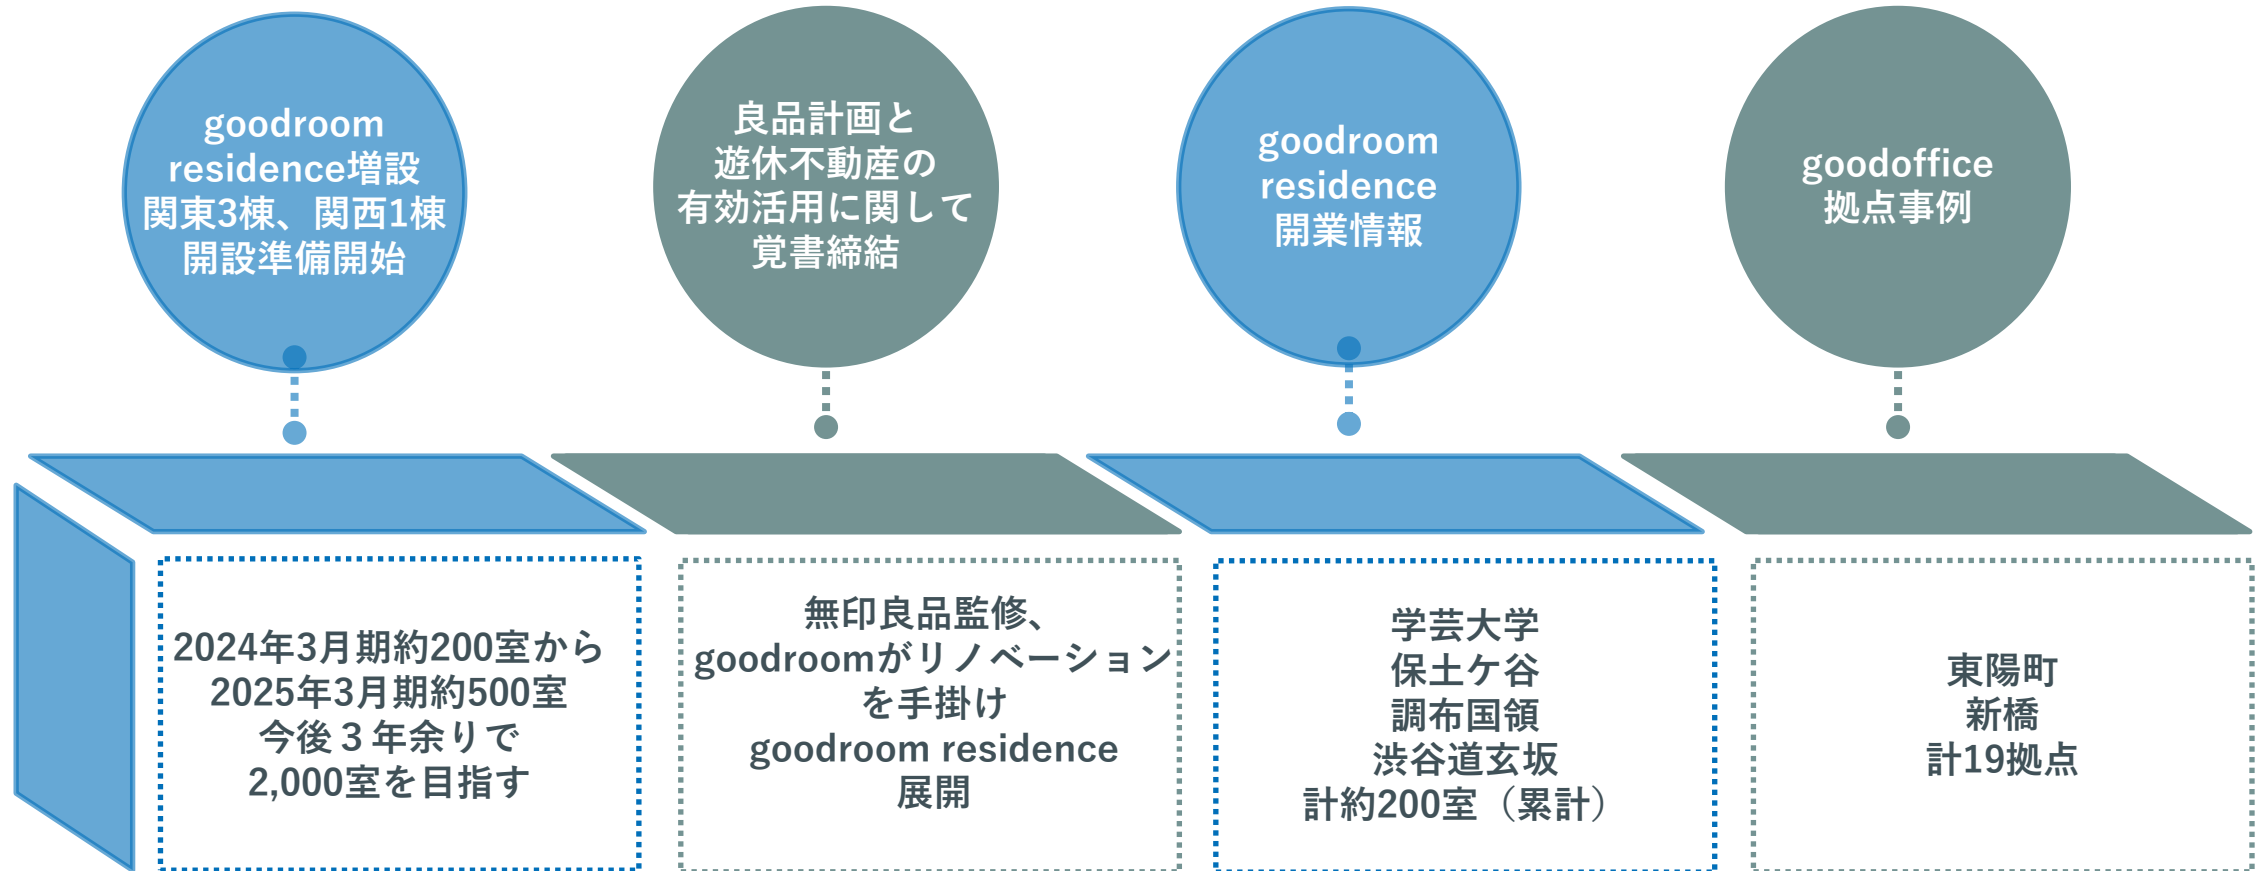 goodroom
residence増設
関東3棟、関西1棟
開設準備開始
良品計画と
遊休不動産の
有効活用に関して
覚書締結
goodroom
residence
開業情報
goodoffice
拠点事例
2024年3月期約200室から
2025年3月期約500室
今後３年余りで
2,000室を目指す
無印良品監修、
goodroomがリノベーション
を手掛け
goodroom residence
展開
学芸大学
保土ケ谷
調布国領
渋谷道玄坂
計約200室（累計）
東陽町
新橋
計19拠点